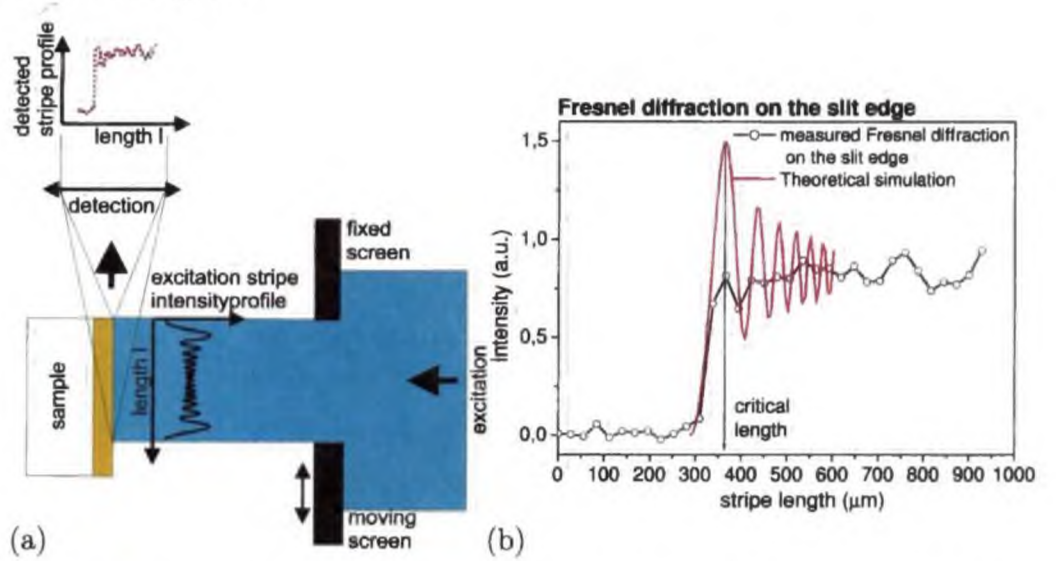 detected
stripe profile
length l
detection
fixed
screen
excitation stripe
intensityprofile
length l
sample
excitation
moving
screen
(a)
Fresnel diffraction on the slit edge
measured Fresnel diffraction
on the slit edge
Theoretical simulation
intensity (a.u.)
1,5
1,0
0,5
0,0
critical
length
0 100 200 300 400 500 600 700 800 900 1000
stripe length (μm)
(b)